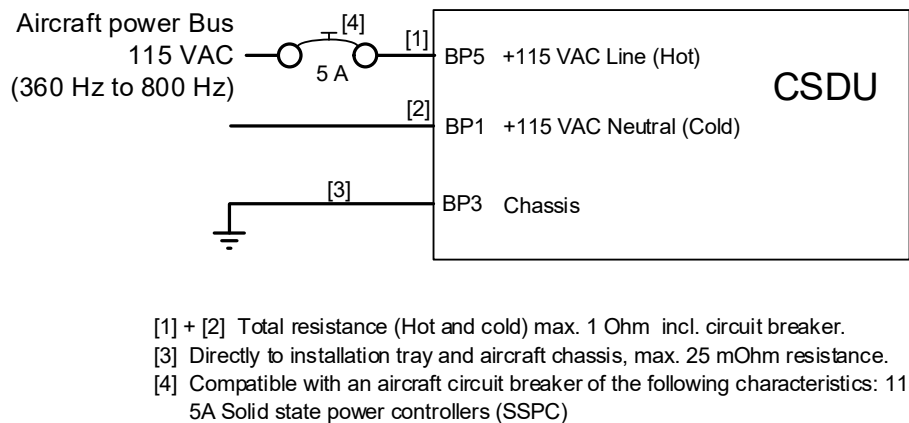 Aircraft power Bus
115 VAC
(360 Hz to 800 Hz)
[4]
5 A
[1]
BP5 +115 VAC Line (Hot)
CSDU
[2]
BP1 +115 VAC Neutral (Cold)
[3]
BP3 Chassis
[1] + [2] Total resistance (Hot and cold) max. 1 Ohm incl. circuit breaker.
[3] Directly to installation tray and aircraft chassis, max. 25 mOhm resistance.
[4] Compatible with an aircraft circuit breaker of the following characteristics: 11
5A Solid state power controllers (SSPC)